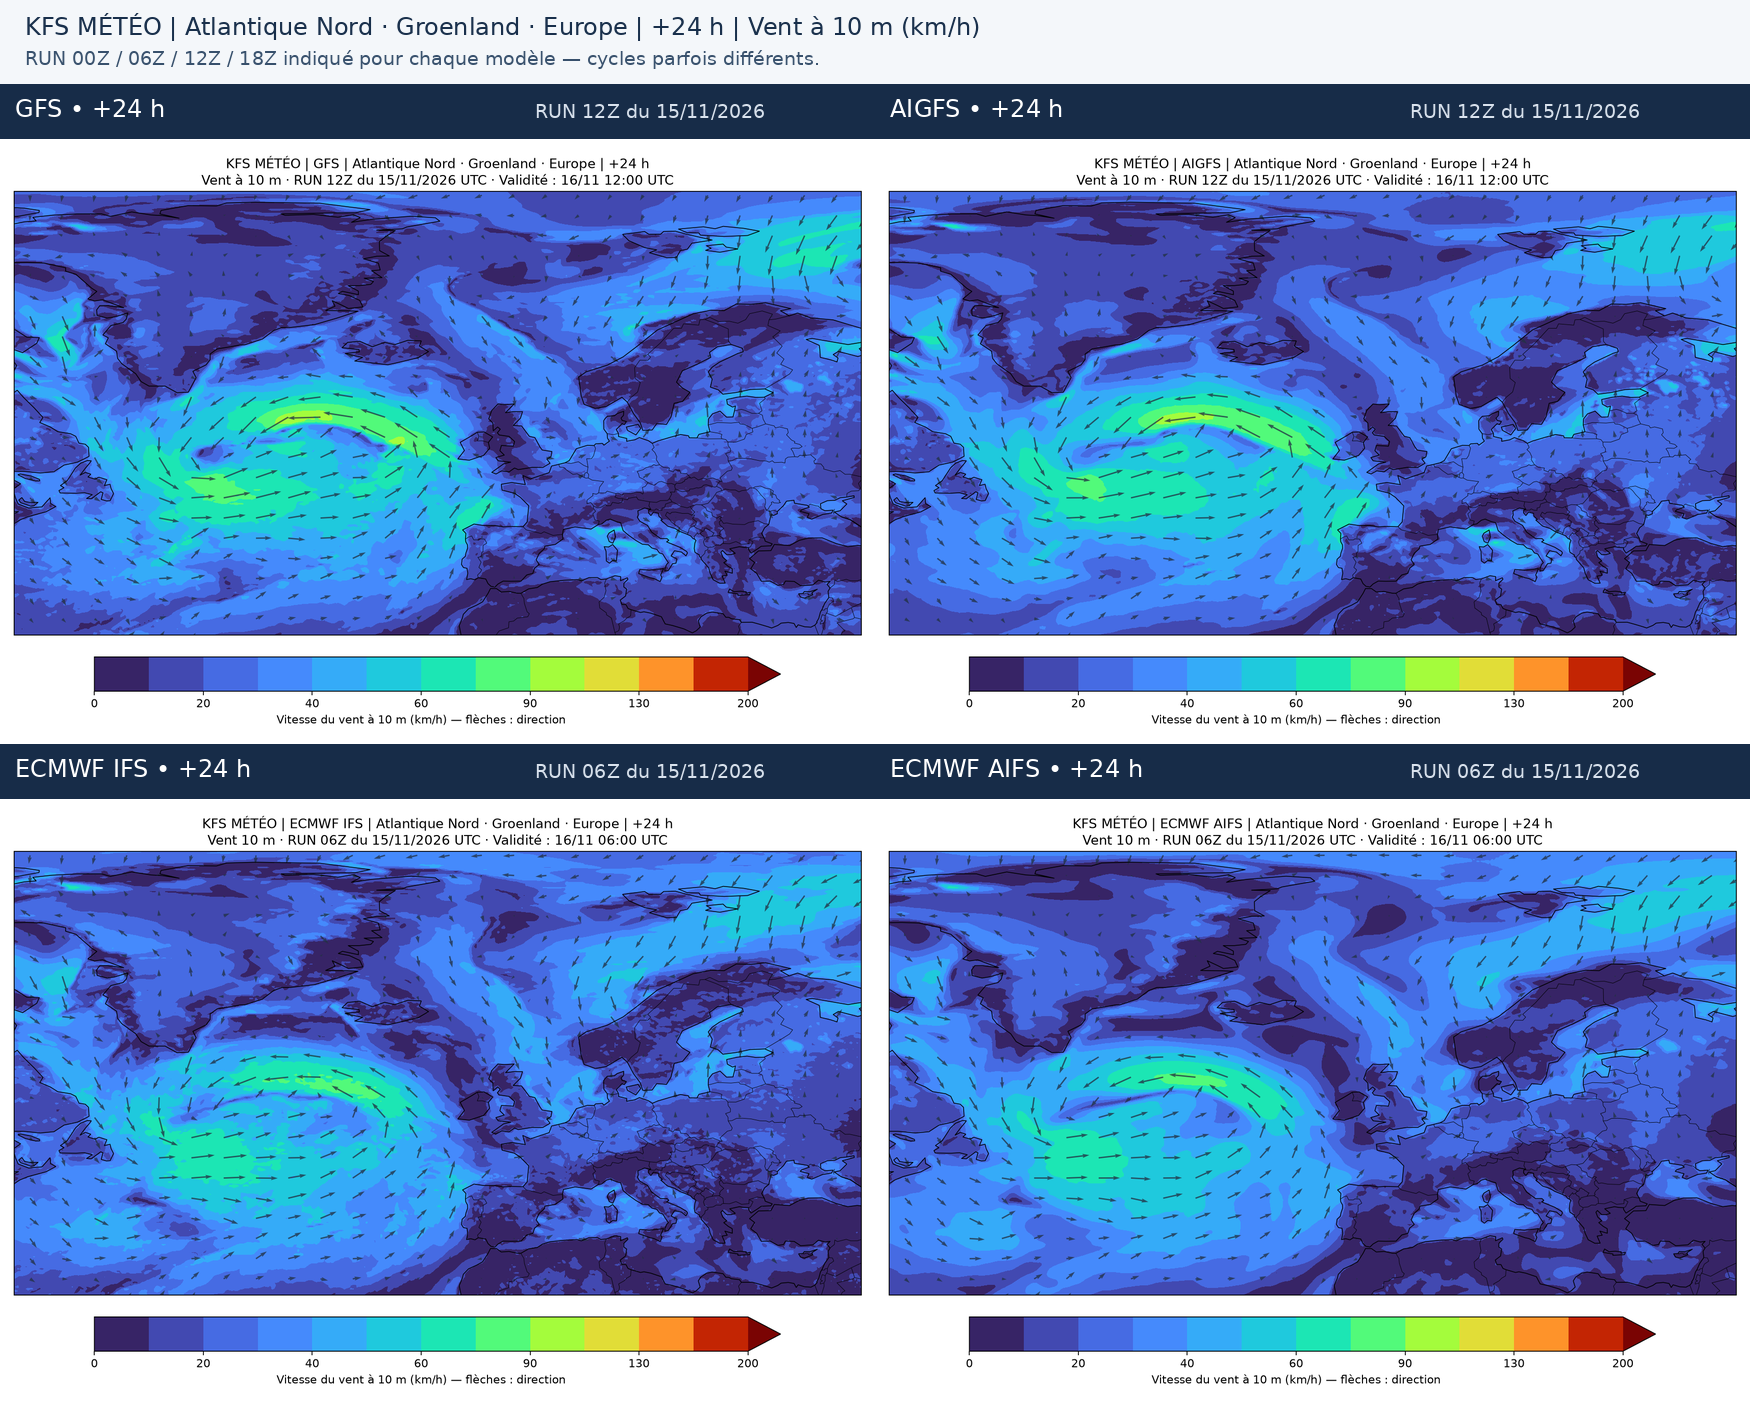 KFS MÉTÉO | Atlantique Nord · Groenland · Europe | +24 h | Vent à 10 m (km/h)
RUN 00Z / 06Z / 12Z / 18Z indiqué pour chaque modèle — cycles parfois différents.
GFS • +24 h
RUN 12Z du 15/11/2026
KFS MÉTÉO | GFS | Atlantique Nord · Groenland · Europe | +24 h
Vent à 10 m · RUN 12Z du 15/11/2026 UTC · Validité : 16/11 12:00 UTC
0 20 40 60 90 130 200
Vitesse du vent à 10 m (km/h) — flèches : direction
AIGFS • +24 h
RUN 12Z du 15/11/2026
KFS MÉTÉO | AIGFS | Atlantique Nord · Groenland · Europe | +24 h
Vent à 10 m · RUN 12Z du 15/11/2026 UTC · Validité : 16/11 12:00 UTC
0 20 40 60 90 130 200
Vitesse du vent à 10 m (km/h) — flèches : direction
ECMWF IFS • +24 h
RUN 06Z du 15/11/2026
KFS MÉTÉO | ECMWF IFS | Atlantique Nord · Groenland · Europe | +24 h
Vent 10 m · RUN 06Z du 15/11/2026 UTC · Validité : 16/11 06:00 UTC
0 20 40 60 90 130 200
Vitesse du vent à 10 m (km/h) — flèches : direction
ECMWF AIFS • +24 h
RUN 06Z du 15/11/2026
KFS MÉTÉO | ECMWF AIFS | Atlantique Nord · Groenland · Europe | +24 h
Vent 10 m · RUN 06Z du 15/11/2026 UTC · Validité : 16/11 06:00 UTC
0 20 40 60 90 130 200
Vitesse du vent à 10 m (km/h) — flèches : direction